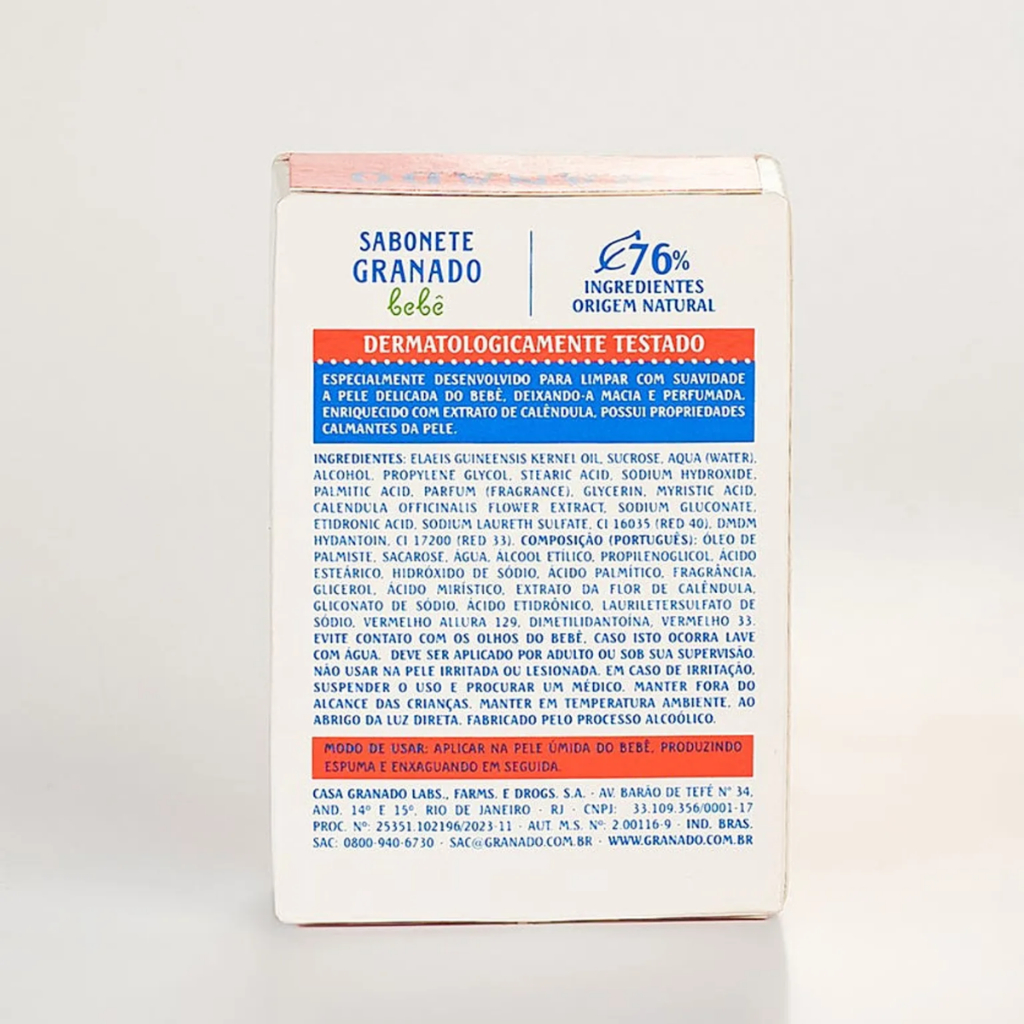 SABONETE
GRANADO
bebê
76%
INGREDIENTES
ORIGEM NATURAL
DERMATOLOGICAMENTE TESTADO
ESPECIALMENTE DESENVOLVIDO PARA LIMPAR COM SUAVIDADE
A PELE DELICADA DO BEBÊ, DEIXANDO-A MACIA E PERFUMADA.
ENRIQUECIDO COM EXTRATO DE CALÊNDULA, POSSUI PROPRIEDADES
CALMANTES DA PELE.
INGREDIENTES: ELAEIS GUINEENSIS KERNEL OIL, SUCROSE, AQUA (WATER),
ALCOHOL, PROPYLENE GLYCOL, STEARIC ACID, SODIUM HYDROXIDE,
PALMITIC ACID, PARFUM (FRAGRANCE), GLYCERIN, MYRISTIC ACID,
CALENDULA OFFICINALIS FLOWER EXTRACT, SODIUM GLUCONATE,
ETIDRONIC ACID, SODIUM LAURETH SULFATE, CI 16035 (RED 40), DMDM
HYDANTOIN, CI 17200 (RED 33). COMPOSIÇÃO (PORTUGUÊS): ÓLEO DE
PALMISTE, SACAROSE, ÁGUA, ÁLCOOL ETÍLICO, PROPILENOGLICOL, ÁCIDO
ESTEÁRICO, HIDRÓXIDO DE SÓDIO, ÁCIDO PALMÍTICO, FRAGRÂNCIA,
GLICEROL, ÁCIDO MIRÍSTICO, EXTRATO DA FLOR DE CALÊNDULA,
GLICONATO DE SÓDIO, ÁCIDO ETIDRÔNICO, LAURILETERSULFATO DE
SÓDIO, VERMELHO ALLURA 129, DIMETILIDANTOÍNA, VERMELHO 33.
EVITE CONTATO COM OS OLHOS DO BEBÊ, CASO ISTO OCORRA LAVE
COM ÁGUA. DEVE SER APLICADO POR ADULTO OU SOB SUA SUPERVISÃO.
NÃO USAR NA PELE IRRITADA OU LESIONADA. EM CASO DE IRRITAÇÃO,
SUSPENDER O USO E PROCURAR UM MÉDICO. MANTER FORA DO
ALCANCE DAS CRIANÇAS. MANTER EM TEMPERATURA AMBIENTE, AO
ABRIGO DA LUZ DIRETA. FABRICADO PELO PROCESSO ALCOÓLICO.
MODO DE USAR: APLICAR NA PELE ÚMIDA DO BEBÊ, PRODUZINDO
ESPUMA E ENXAGUANDO EM SEGUIDA.
CASA GRANADO LABS., FARMS. E DROGS. S.A. · AV. BARÃO DE TEFÉ Nº 34,
AND. 14º E 15º, RIO DE JANEIRO · RJ · CNPJ: 33.109.356/0001-17
PROC. Nº: 25351.102196/2023-11 · AUT. M.S. Nº: 2.00116-9 · IND. BRAS.
SAC: 0800-940-6730 · SAC@GRANADO.COM.BR · WWW.GRANADO.COM.BR